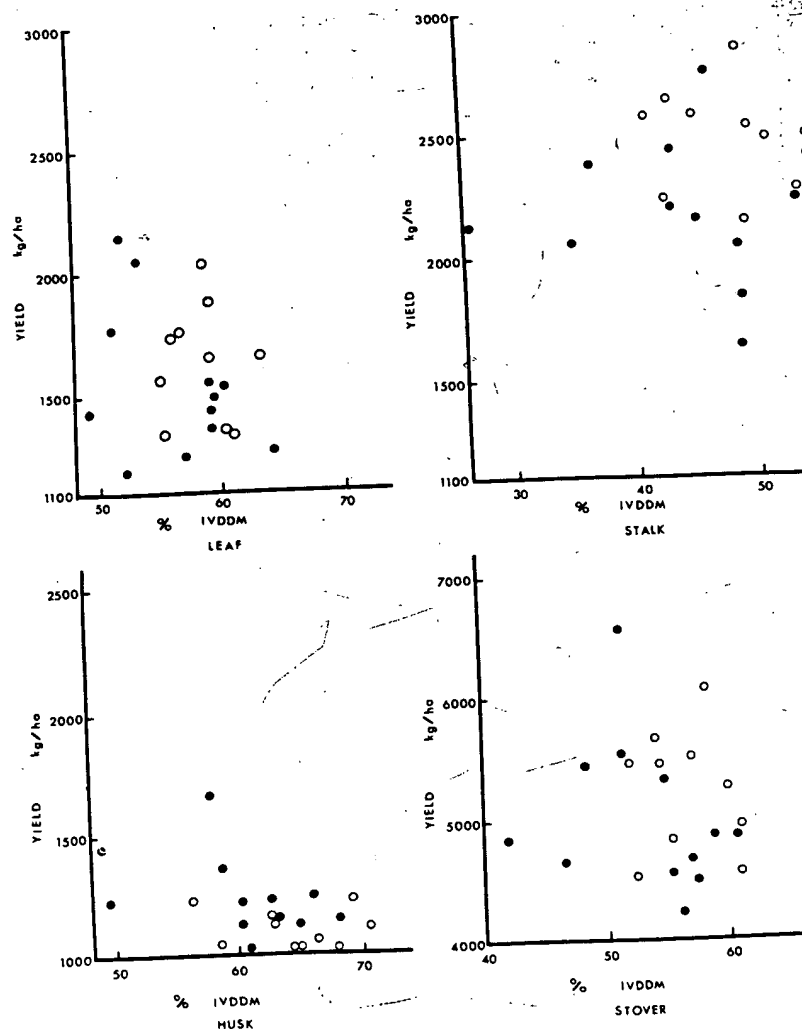 3000
2500
2000
1500
1100
YIELD kg/ha
50 60 70
% IVDDM
LEAF
3000
2500
2000
1500
1100
YIELD kg/ha
30 40 50
% IVDDM
STALK
2500
2000
1500
1000
YIELD kg/ha
50 60 70
% IVDDM
HUSK
7000
6000
5000
4000
YIELD kg/ha
40 50 60
% IVDDM
STOVER